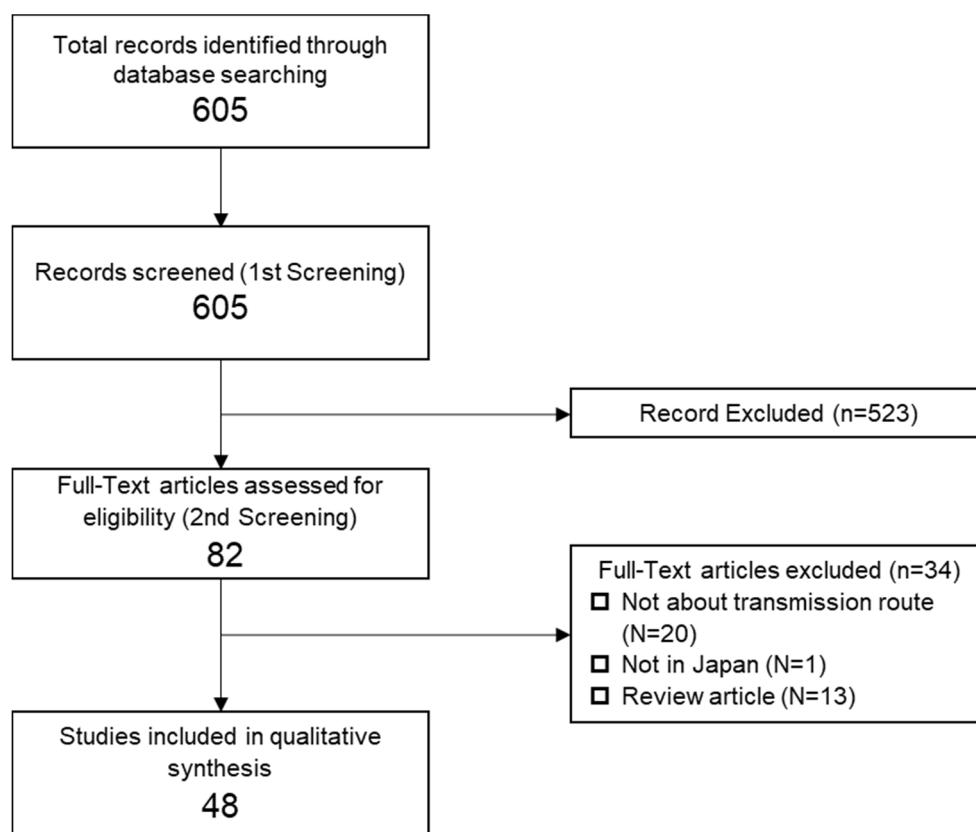 Total records identified through
database searching
605
Records screened (1st Screening)
605
Record Excluded (n=523)
Full-Text articles assessed for
eligibility (2nd Screening)
82
Full-Text articles excluded (n=34)
Not about transmission route
(N=20)
Not in Japan (N=1)
Review article (N=13)
Studies included in qualitative
synthesis
48